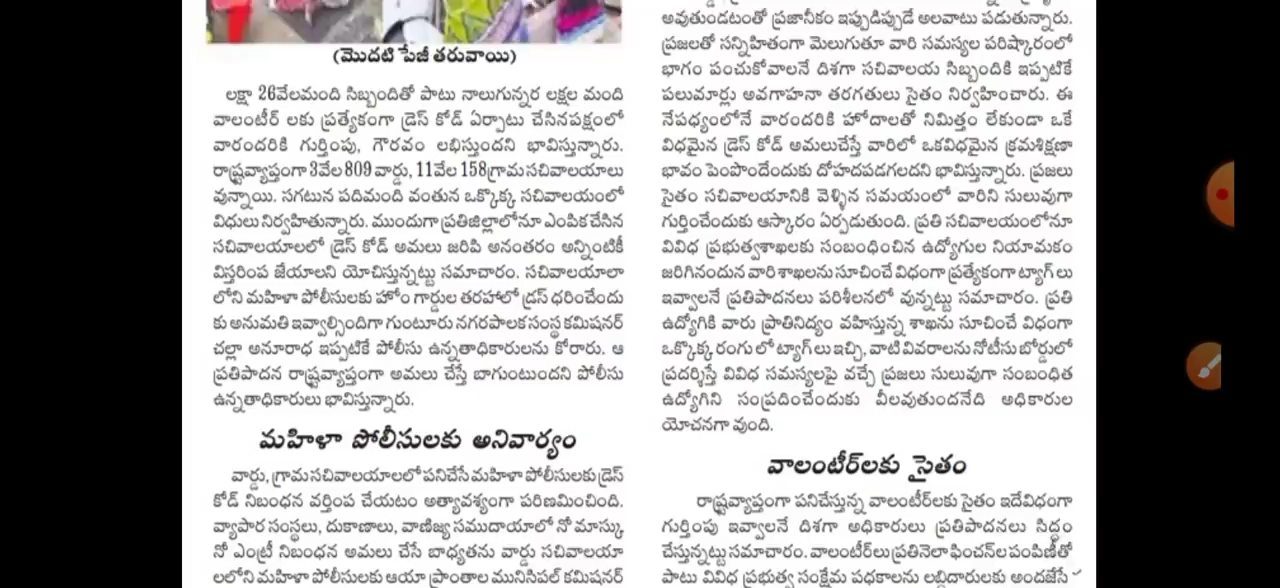 (మొదటి పేజీ తరువాయి)
లక్షా 26వేలమంది సిబ్బందితో పాటు నాలుగున్నర లక్షల మంది
వాలంటీర్ లకు ప్రత్యేకంగా డ్రెస్ కోడ్ ఏర్పాటు చేసినపక్షంలో
వారందరికి గుర్తింపు, గౌరవం లభిస్తుందని భావిస్తున్నారు.
రాష్ట్రవ్యాప్తంగా 3వేల 809 వార్డు, 11వేల 158గ్రామ సచివాలయాలు
వున్నాయి. సగటున పదిమంది వంతున ఒక్కొక్క సచివాలయంలో
విధులు నిర్వహితున్నారు. ముందుగా ప్రతిజిల్లాలోనూ ఎంపికచేసిన
సచివాలయాలలో డ్రెస్ కోడ్ అమలు జరిపి అనంతరం అన్నింటికీ
విస్తరింప జేయాలని యోచిస్తున్నట్టు సమాచారం. సచివాలయాలా
లోని మహిళా పోలీసులకు హోం గార్డుల తరహాలో డ్రస్ ధరించేందు
కు అనుమతి ఇవ్వాల్సిందిగా గుంటూరు నగరపాలక సంస్థ కమిషనర్
చల్లా అనూరాధ ఇప్పటికే పోలీసు ఉన్నతాధికారులను కోరారు. ఆ
ప్రతిపాదన రాష్ట్రవ్యాప్తంగా అమలు చేస్తే బాగుంటుందని పోలీసు
ఉన్నతాధికారులు భావిస్తున్నారు.
మహిళా పోలీసులకు అనివార్యం
వార్డు, గ్రామ సచివాలయాలలో పనిచేసే మహిళా పోలీసులకు డ్రెస్
కోడ్ నిబంధన వర్తింప చేయటం అత్యావశ్యంగా పరిణమించింది.
వ్యాపార సంస్థలు, దుకాణాలు, వాణిజ్య సముదాయాలో నో మాస్కు
నో ఎంట్రీ నిబంధన అమలు చేసే బాధ్యతను వార్డు సచివాలయా
లలోని మహిళా పోలీసులకు ఆయా ప్రాంతాల మునిసిపల్ కమిషనర్
అవుతుండటంతో ప్రజానీకం ఇప్పుడిప్పుడే అలవాటు పడుతున్నారు.
ప్రజలతో సన్నిహితంగా మెలుగుతూ వారి సమస్యల పరిష్కారంలో
భాగం పంచుకోవాలనే దిశగా సచివాలయ సిబ్బందికి ఇప్పటికే
పలుమార్లు అవగాహనా తరగతులు సైతం నిర్వహించారు. ఈ
నేపధ్యంలోనే వారందరికి హోదాలతో నిమిత్తం లేకుండా ఒకే
విధమైన డ్రెస్ కోడ్ అమలుచేస్తే వారిలో ఒకవిధమైన క్రమశిక్షణా
భావం పెంపొందేందుకు దోహదపడగలదని భావిస్తున్నారు. ప్రజలు
సైతం సచివాలయానికి వెళ్ళిన సమయంలో వారిని సులువుగా
గుర్తించేందుకు ఆస్కారం ఏర్పడుతుంది. ప్రతి సచివాలయంలోనూ
వివిధ ప్రభుత్వశాఖలకు సంబంధించిన ఉద్యోగుల నియామకం
జరిగినందున వారి శాఖలను సూచించే విధంగా ప్రత్యేకంగా ట్యాగ్ లు
ఇవ్వాలనే ప్రతిపాదనలు పరిశీలనలో వున్నట్టు సమాచారం. ప్రతి
ఉద్యోగికి వారు ప్రాతినిధ్యం వహిస్తున్న శాఖను సూచించే విధంగా
ఒక్కొక్క రంగు లో ట్యాగ్ లు ఇచ్చి, వాటి వివరాలను నోటీసు బోర్డులో
ప్రదర్శిస్తే వివిధ సమస్యలపై వచ్చే ప్రజలు సులువుగా సంబంధిత
ఉద్యోగిని సంప్రదించేందుకు వీలవుతుందనేది అధికారుల
యోచనగా వుంది.
వాలంటీర్‌లకు సైతం
రాష్ట్రవ్యాప్తంగా పనిచేస్తున్న వాలంటీర్‌లకు సైతం ఇదేవిధంగా
గుర్తింపు ఇవ్వాలనే దిశగా అధికారులు ప్రతిపాదనలు సిద్ధం
చేస్తున్నట్టు సమాచారం. వాలంటీర్‌లు ప్రతినెలా ఫించన్‌ల పంపిణీతో
పాటు వివిధ ప్రభుత్వ సంక్షేమ పధకాలను లబ్ధిదారులకు అండజేసే